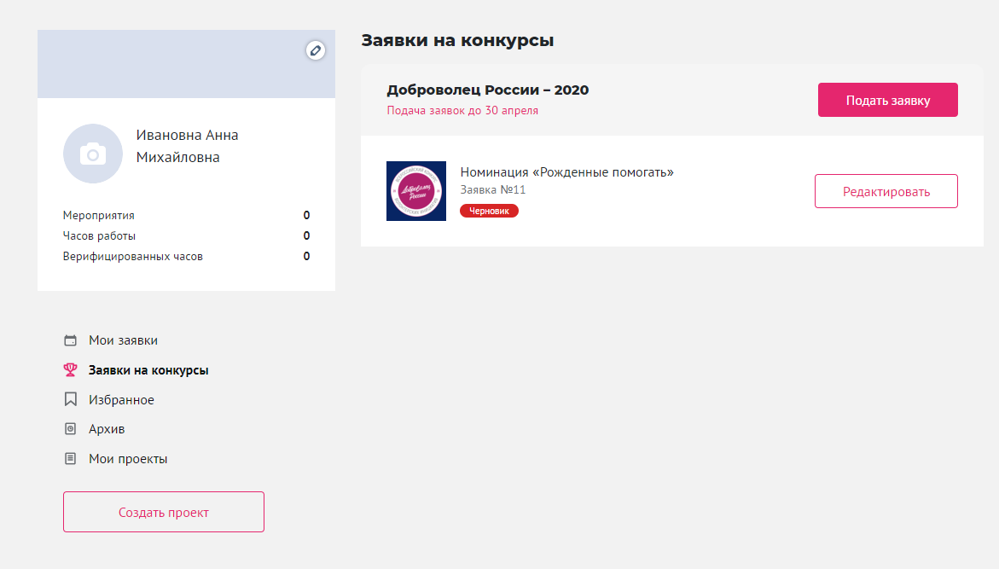 Ивановна Анна
Михайловна
Мероприятия 0
Часов работы 0
Верифицированных часов 0
Мои заявки
Заявки на конкурсы
Избранное
Архив
Мои проекты
Создать проект
Заявки на конкурсы
Доброволец России – 2020
Подача заявок до 30 апреля
Подать заявку
Доброволец
России
Номинация «Рожденные помогать»
Заявка №11
Черновик
Редактировать